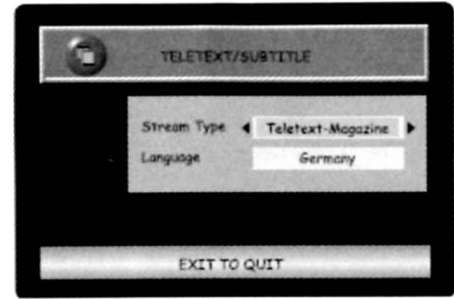 TELETEXT/SUBTITLE
Stream Type Teletext-Magazine
Language Germany
EXIT TO QUIT